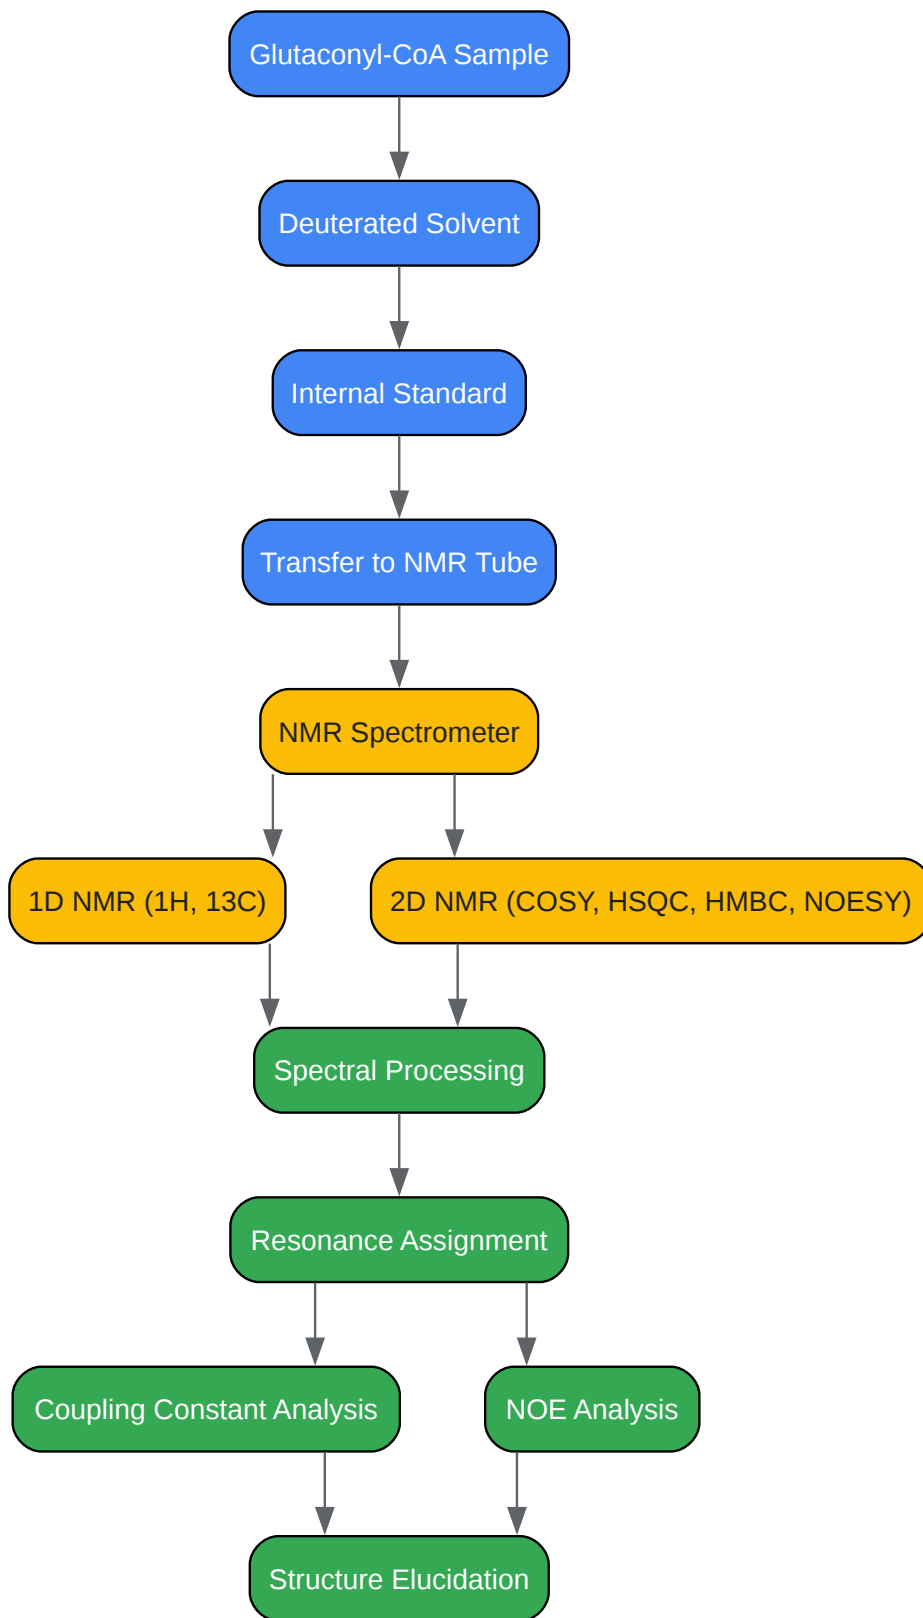 Glutaconyl-CoA Sample
Deuterated Solvent
Internal Standard
Transfer to NMR Tube
NMR Spectrometer
1D NMR (1H, 13C)
2D NMR (COSY, HSQC, HMBC, NOESY)
Spectral Processing
Resonance Assignment
Coupling Constant Analysis
NOE Analysis
Structure Elucidation